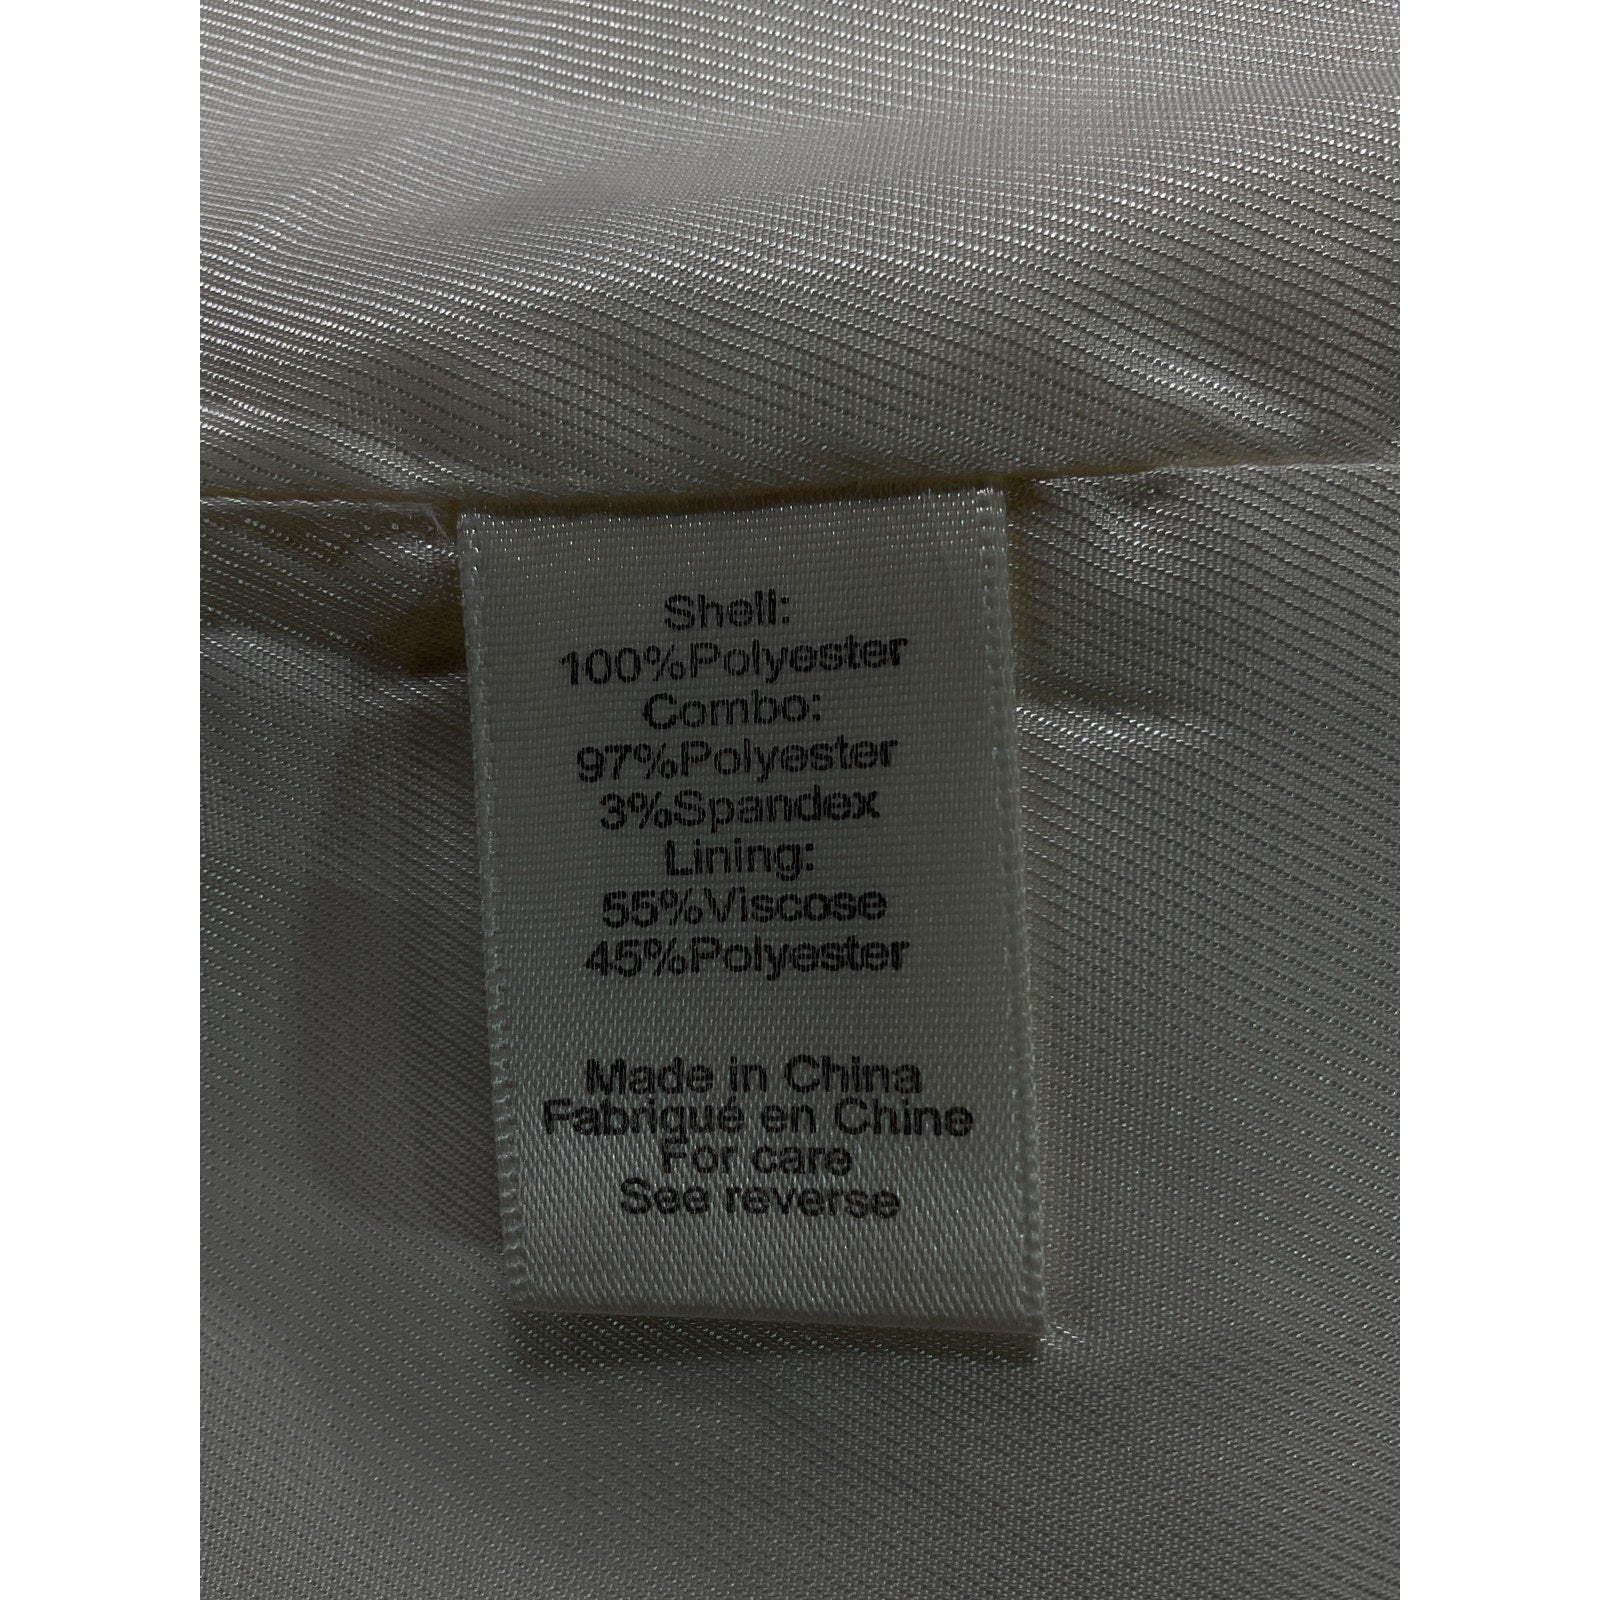 Shell:
100%Polyester
Combo:
97%Polyester
3%Spandex
Lining:
55%Viscose
45%Polyester
Made in China
Fabriqué en Chine
For care
See reverse